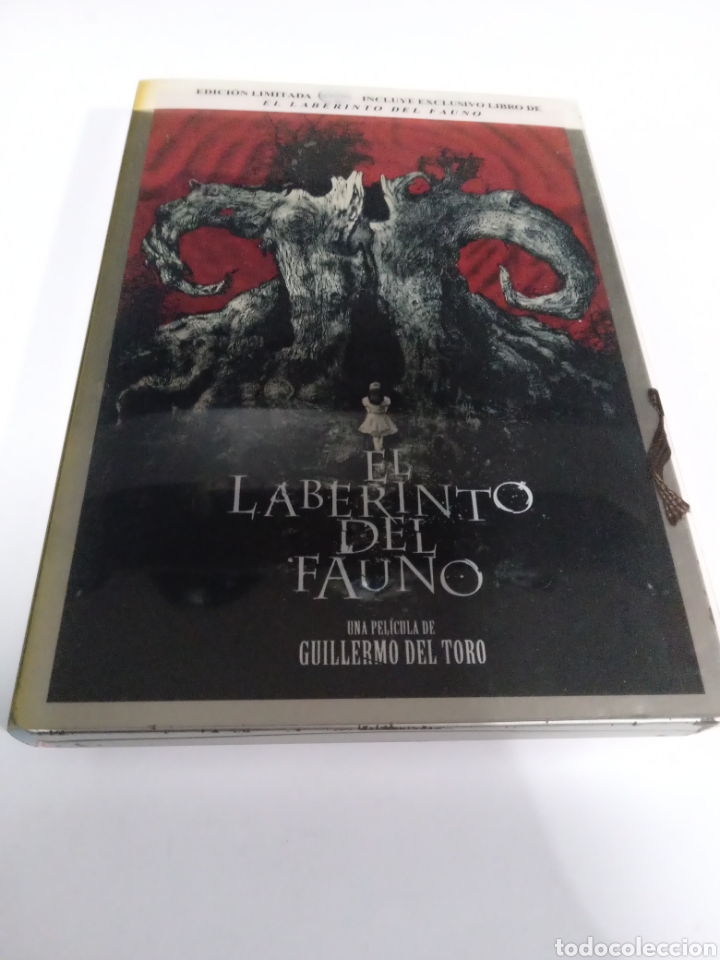 EDICIÓN LIMITADA INCLUYE EXCLUSIVO LIBRO DE
EL LABERINTO DEL FAUNO
EL
LABERINTO
DEL
FAUNO
UNA PELÍCULA DE
GUILLERMO DEL TORO
todocoleccion